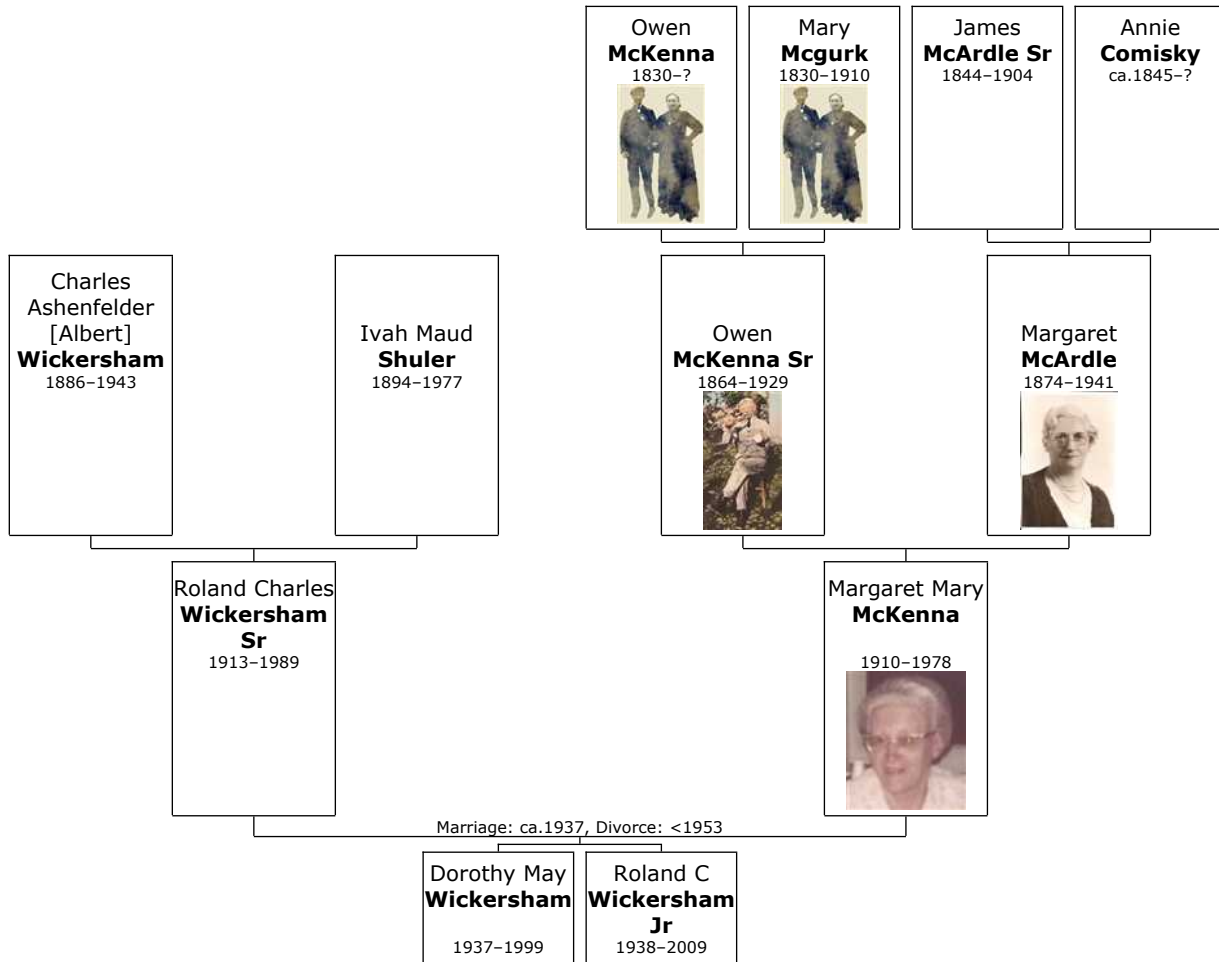 Owen
McKenna
1830–?
Mary
Mcgurk
1830–1910
James
McArdle Sr
1844–1904
Annie
Comisky
ca.1845–?
Charles
Ashenfelder
[Albert]
Wickersham
1886–1943
Ivah Maud
Shuler
1894–1977
Owen
McKenna Sr
1864–1929
Margaret
McArdle
1874–1941
Roland Charles
Wickersham
Sr
1913–1989
Margaret Mary
McKenna
1910–1978
Marriage: ca.1937, Divorce: <1953
Dorothy May
Wickersham
1937–1999
Roland C
Wickersham
Jr
1938–2009